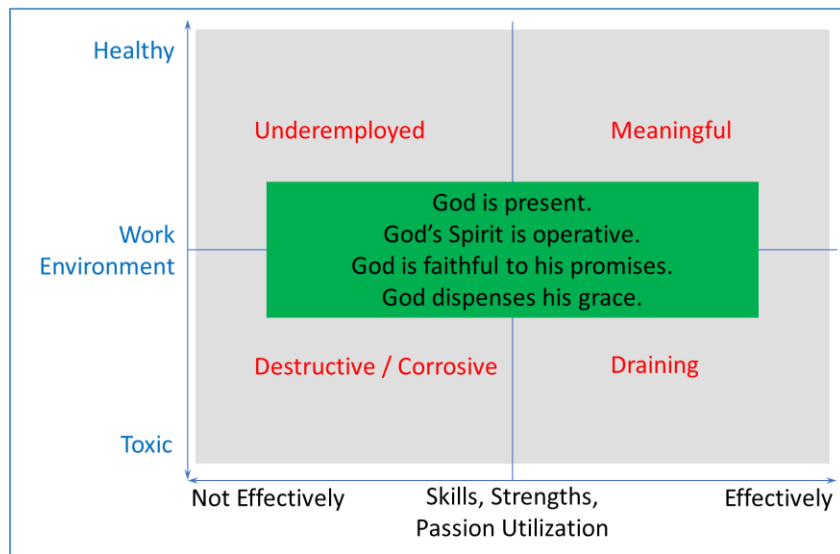 Healthy
Underemployed
Meaningful
God is present.
God’s Spirit is operative.
God is faithful to his promises.
God dispenses his grace.
Work
Environment
Destructive / Corrosive
Draining
Toxic
Not Effectively
Skills, Strengths,
Passion Utilization
Effectively